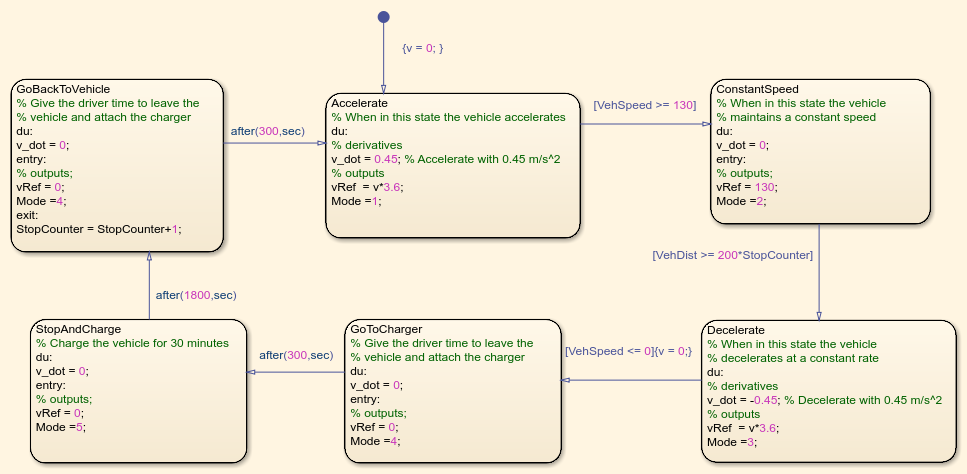 {v = 0; }
GoBackToVehicle
% Give the driver time to leave the
% vehicle and attach the charger
du:
v_dot = 0;
entry:
% outputs;
vRef = 0;
Mode =4;
exit:
StopCounter = StopCounter+1;
after(300,sec)
Accelerate
% When in this state the vehicle accelerates
du:
% derivatives
v_dot = 0.45; % Accelerate with 0.45 m/s^2
% outputs
vRef  = v*3.6;
Mode =1;
[VehSpeed >= 130]
ConstantSpeed
% When in this state the vehicle
% maintains a constant speed
du:
v_dot = 0;
entry:
% outputs;
vRef = 130;
Mode =2;
[VehDist >= 200*StopCounter]
Decelerate
% When in this state the vehicle
% decelerates at a constant rate
du:
% derivatives
v_dot = -0.45; % Decelerate with 0.45 m/s^2
% outputs
vRef  = v*3.6;
Mode =3;
[VehSpeed <= 0]{v = 0;}
GoToCharger
% Give the driver time to leave the
% vehicle and attach the charger
du:
v_dot = 0;
entry:
% outputs;
vRef = 0;
Mode =4;
after(300,sec)
StopAndCharge
% Charge the vehicle for 30 minutes
du:
v_dot = 0;
entry:
% outputs;
vRef = 0;
Mode =5;
after(1800,sec)